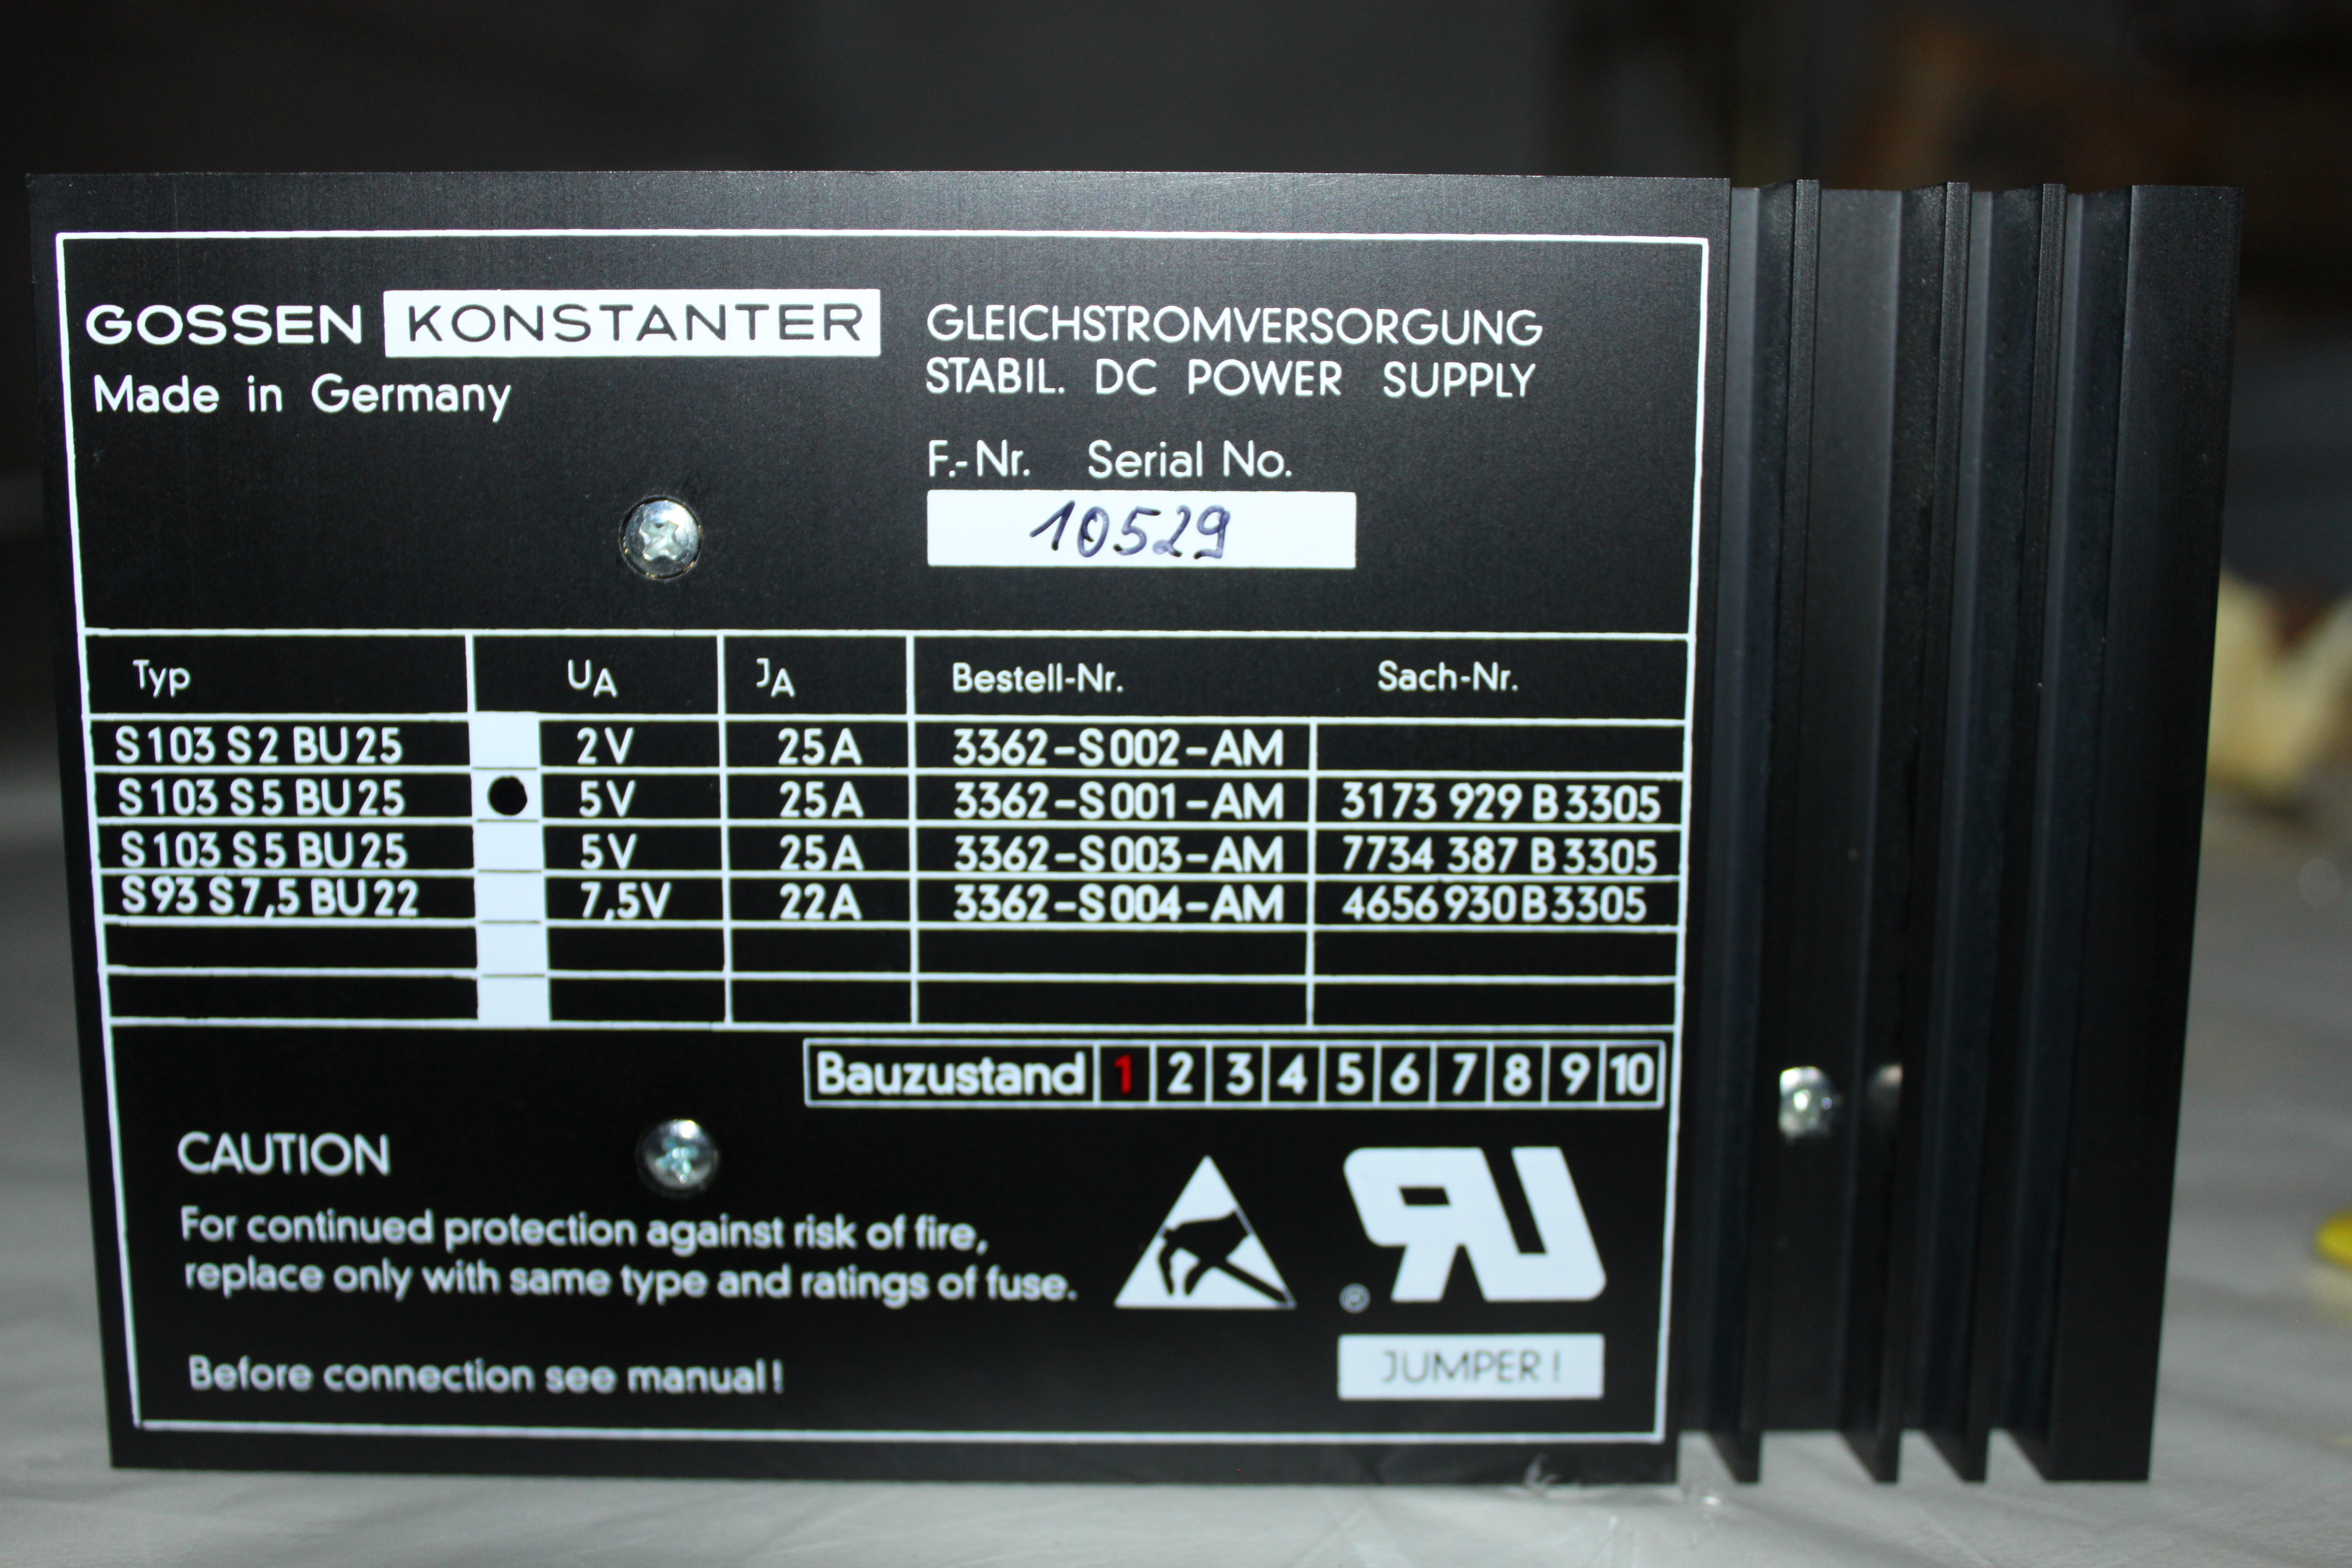 GOSSEN KONSTANTER
Made in Germany
GLEICHSTROMVERSORGUNG
STABIL. DC POWER SUPPLY
F.-Nr. Serial No.
10529
Typ UA JA Bestell-Nr. Sach-Nr.
S103 S2 BU25 2V 25A 3362-S002-AM
S103 S5 BU25 5V 25A 3362-S001-AM 3173 929 B3305
S103 S5 BU25 5V 25A 3362-S003-AM 7734 387 B3305
S93 S7,5 BU22 7,5V 22A 3362-S004-AM 4656930B3305
Bauzustand 1 2 3 4 5 6 7 8 9 10
CAUTION
For continued protection against risk of fire,
replace only with same type and ratings of fuse.
Before connection see manual!
RU
®
JUMPER!